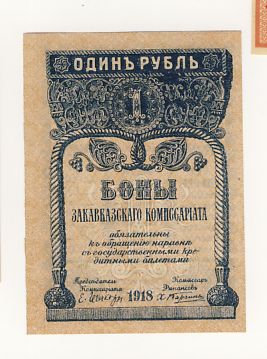 ОДИНЪ РУБЛЬ
1
БОНЫ
ЗАКАВКАЗСКАГО КОМИССАРІАТА
обязательны
къ обращенію наравнѣ
съ государственными кре-
дитными билетами
Предсѣдатель Комиссаръ
Комиссаріата Финансовъ
1918